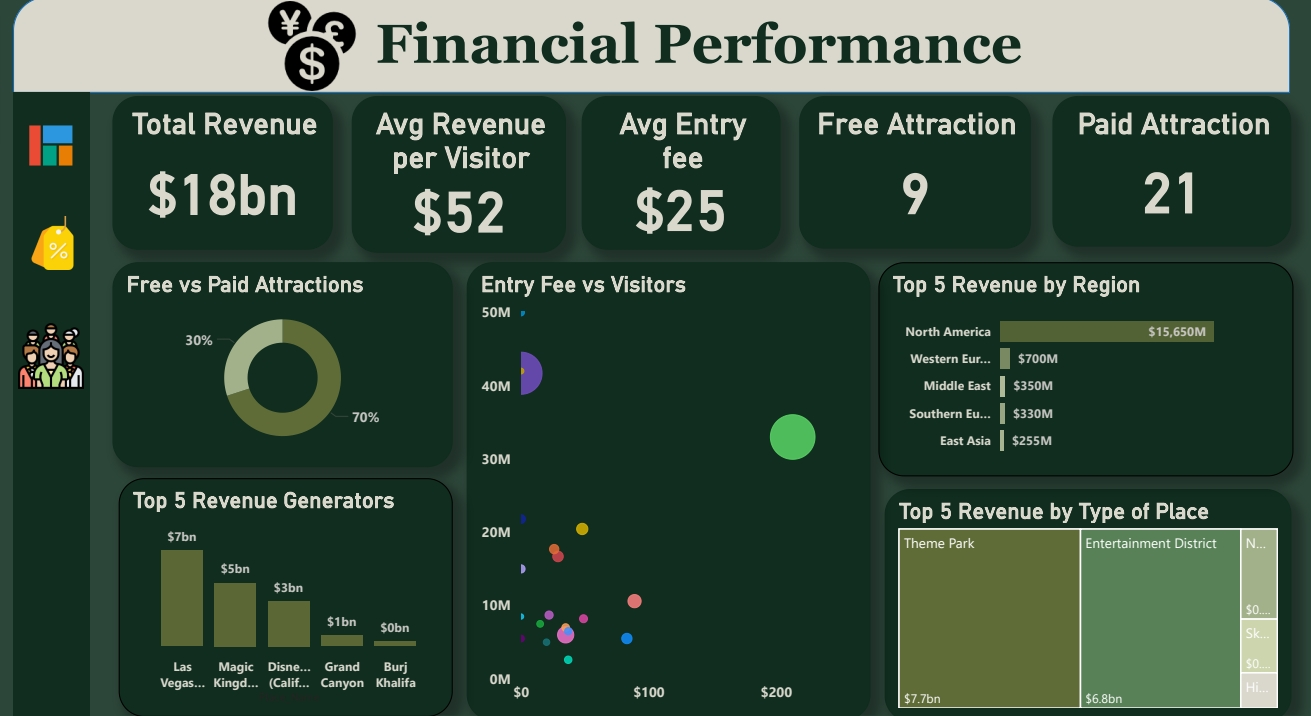 Financial Performance
Total Revenue
$18bn
Avg Revenue
per Visitor
$52
Avg Entry
fee
$25
Free Attraction
9
Paid Attraction
21
Free vs Paid Attractions
30%
70%
Entry Fee vs Visitors
50M
40M
30M
20M
10M
0M
$0
$100
$200
Top 5 Revenue by Region
North America
$15,650M
Western Eur...
$700M
Middle East
$350M
Southern Eu...
$330M
East Asia
$255M
Top 5 Revenue Generators
$7bn
$5bn
$3bn
$1bn
$0bn
Las
Vegas...
Magic
Kingd...
Disne...
(Calif...
Grand
Canyon
Burj
Khalifa
Top 5 Revenue by Type of Place
Theme Park
$7.7bn
Entertainment District
$6.8bn
N...
$0....
Sk...
$0....
Hi...